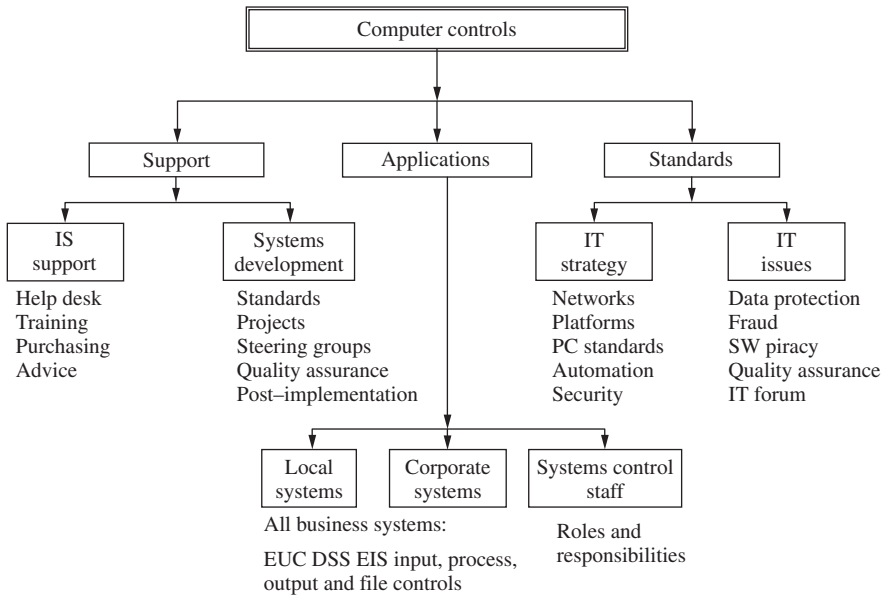 Computer controls
Support
Applications
Standards
IS
support
Help desk
Training
Purchasing
Advice
Systems
development
Standards
Projects
Steering groups
Quality assurance
Post–implementation
IT
strategy
Networks
Platforms
PC standards
Automation
Security
IT
issues
Data protection
Fraud
SW piracy
Quality assurance
IT forum
Local
systems
Corporate
systems
Systems control
staff
All business systems:
EUC DSS EIS input, process,
output and file controls
Roles and
responsibilities